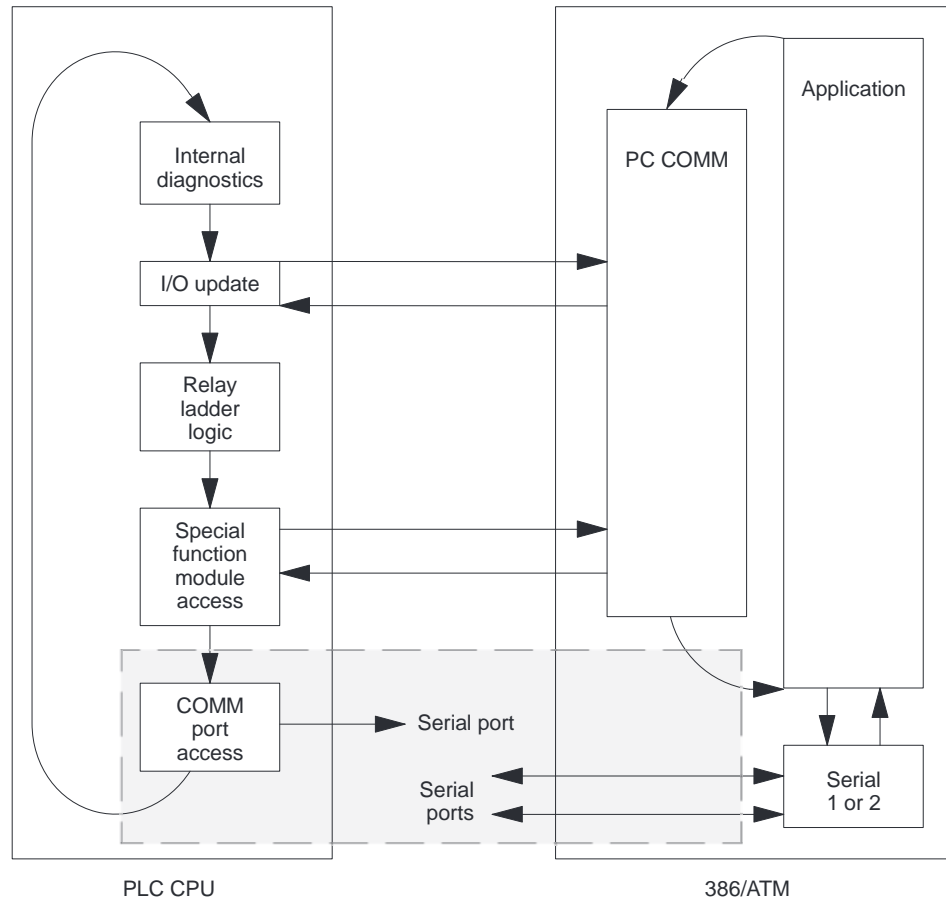 Application
PC COMM
Internal
diagnostics
I/O update
Relay
ladder
logic
Special
function
module
access
COMM
port
access
Serial port
Serial
ports
Serial
1 or 2
PLC CPU
386/ATM